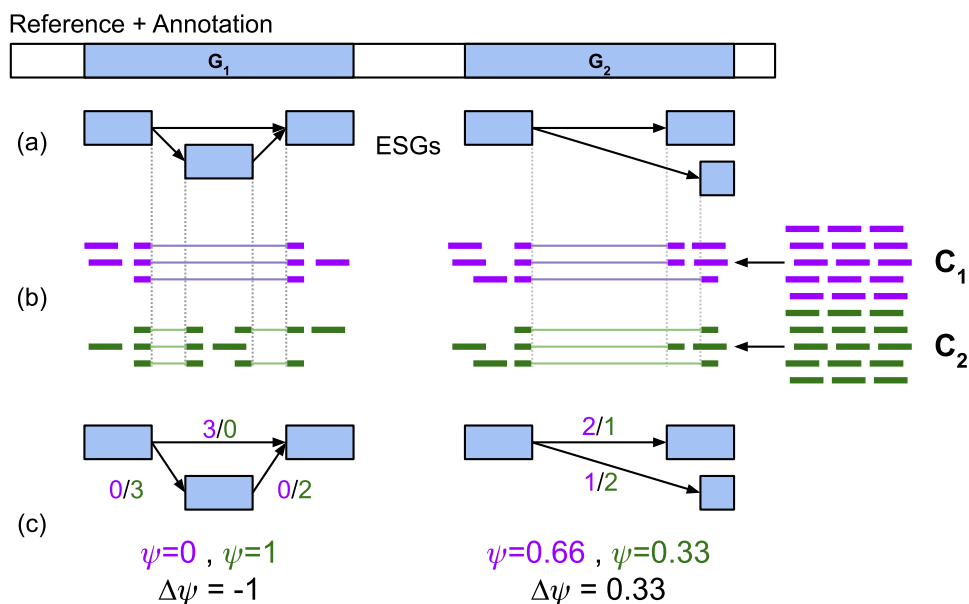 Reference + Annotation
G₁ G₂
(a) ESGs
C₁
(b)
C₂
3/0 2/1
0/3 0/2 1/2
(c)
ψ=0 , ψ=1 ψ=0.66 , ψ=0.33
Δψ = -1 Δψ = 0.33